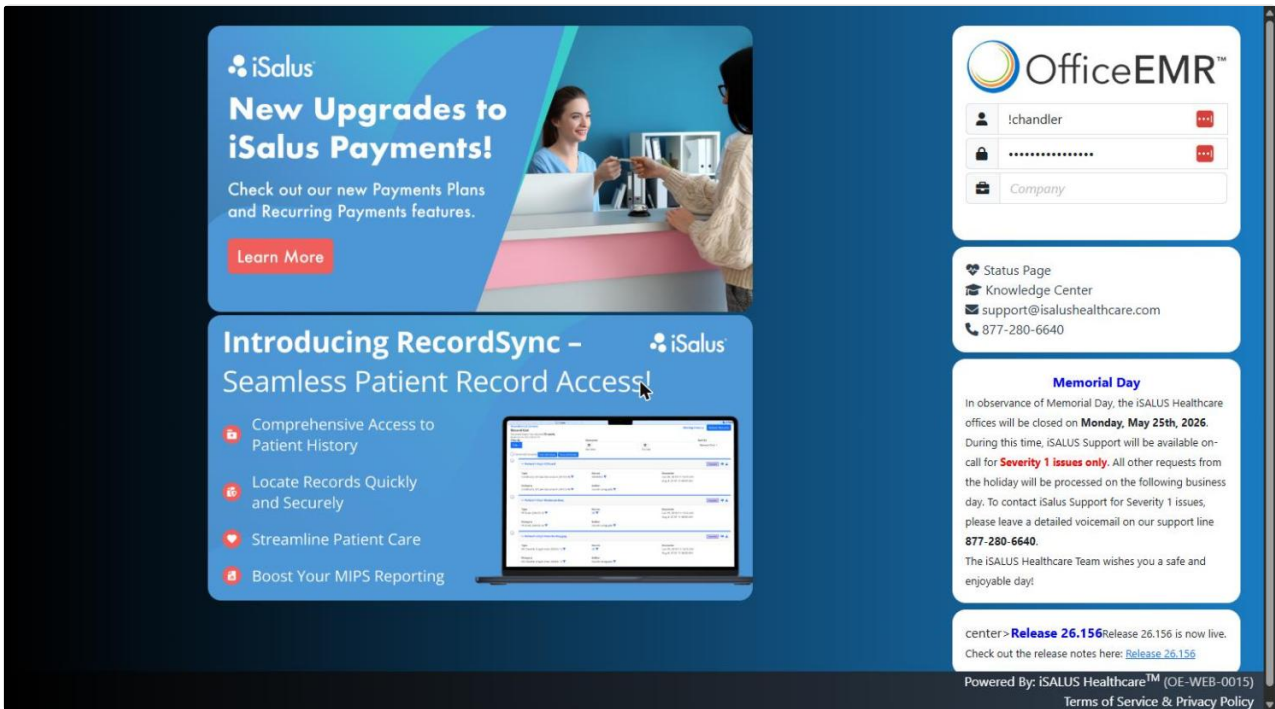 iSalus
New Upgrades to
iSalus Payments!
Check out our new Payments Plans
and Recurring Payments features.
Learn More
Introducing RecordSync –
iSalus
Seamless Patient Record Access!
Comprehensive Access to
Patient History
Locate Records Quickly
and Securely
Streamline Patient Care
Boost Your MIPS Reporting
OfficeEMR™
!chandler
••••••••••••••••
Company
Status Page
Knowledge Center
support@isalushealthcare.com
877-280-6640
Memorial Day
In observance of Memorial Day, the iSALUS Healthcare
offices will be closed on Monday, May 25th, 2026.
During this time, iSALUS Support will be available on-
call for Severity 1 issues only. All other requests from
the holiday will be processed on the following business
day. To contact iSalus Support for Severity 1 issues,
please leave a detailed voicemail on our support line
877-280-6640.
The iSALUS Healthcare Team wishes you a safe and
enjoyable day!
center>Release 26.156Release 26.156 is now live.
Check out the release notes here: Release 26.156
Powered By: iSALUS Healthcare™ (OE-WEB-0015)
Terms of Service & Privacy Policy